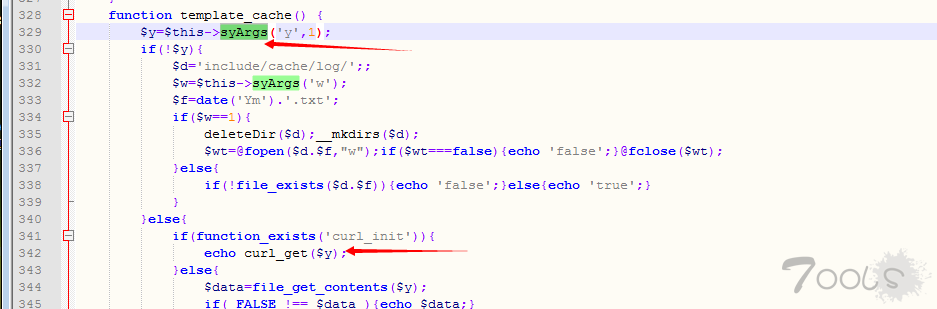 327 }
328 function template_cache() {
329 $y=$this->syArgs('y',1);
330 if(!$y){
331 $d='include/cache/log/';;
332 $w=$this->syArgs('w');
333 $f=date('Ym').'.txt';
334 if($w==1){
335 deleteDir($d);__mkdirs($d);
336 $wt=@fopen($d.$f,"w");if($wt===false){echo 'false';}@fclose($wt);
337 }else{
338 if(!file_exists($d.$f)){echo 'false';}else{echo 'true';}
339 }
340 }else{
341 if(function_exists('curl_init')){
342 echo curl_get($y);
343 }else{
344 $data=file_get_contents($y);
345 if( FALSE !== $data ){echo $data;}
7ools